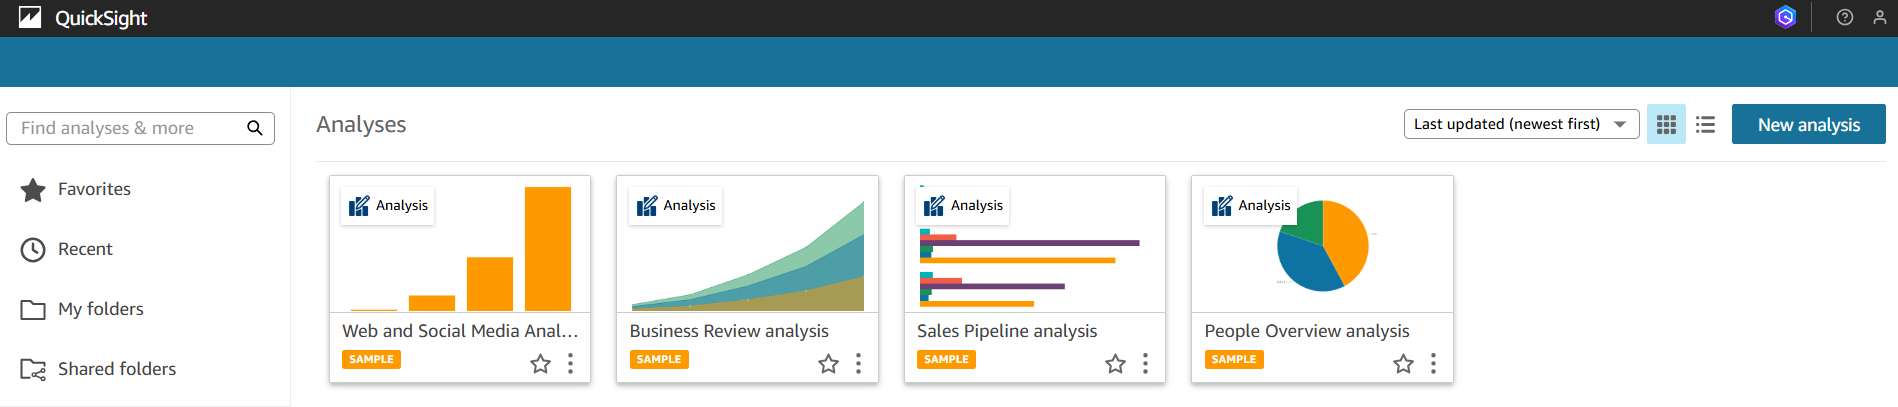 QuickSight
Find analyses & more
Favorites
Recent
My folders
Shared folders
Analyses
Last updated (newest first)
New analysis
Analysis
Web and Social Media Anal...
SAMPLE
Analysis
Business Review analysis
SAMPLE
Analysis
Sales Pipeline analysis
SAMPLE
Analysis
People Overview analysis
SAMPLE